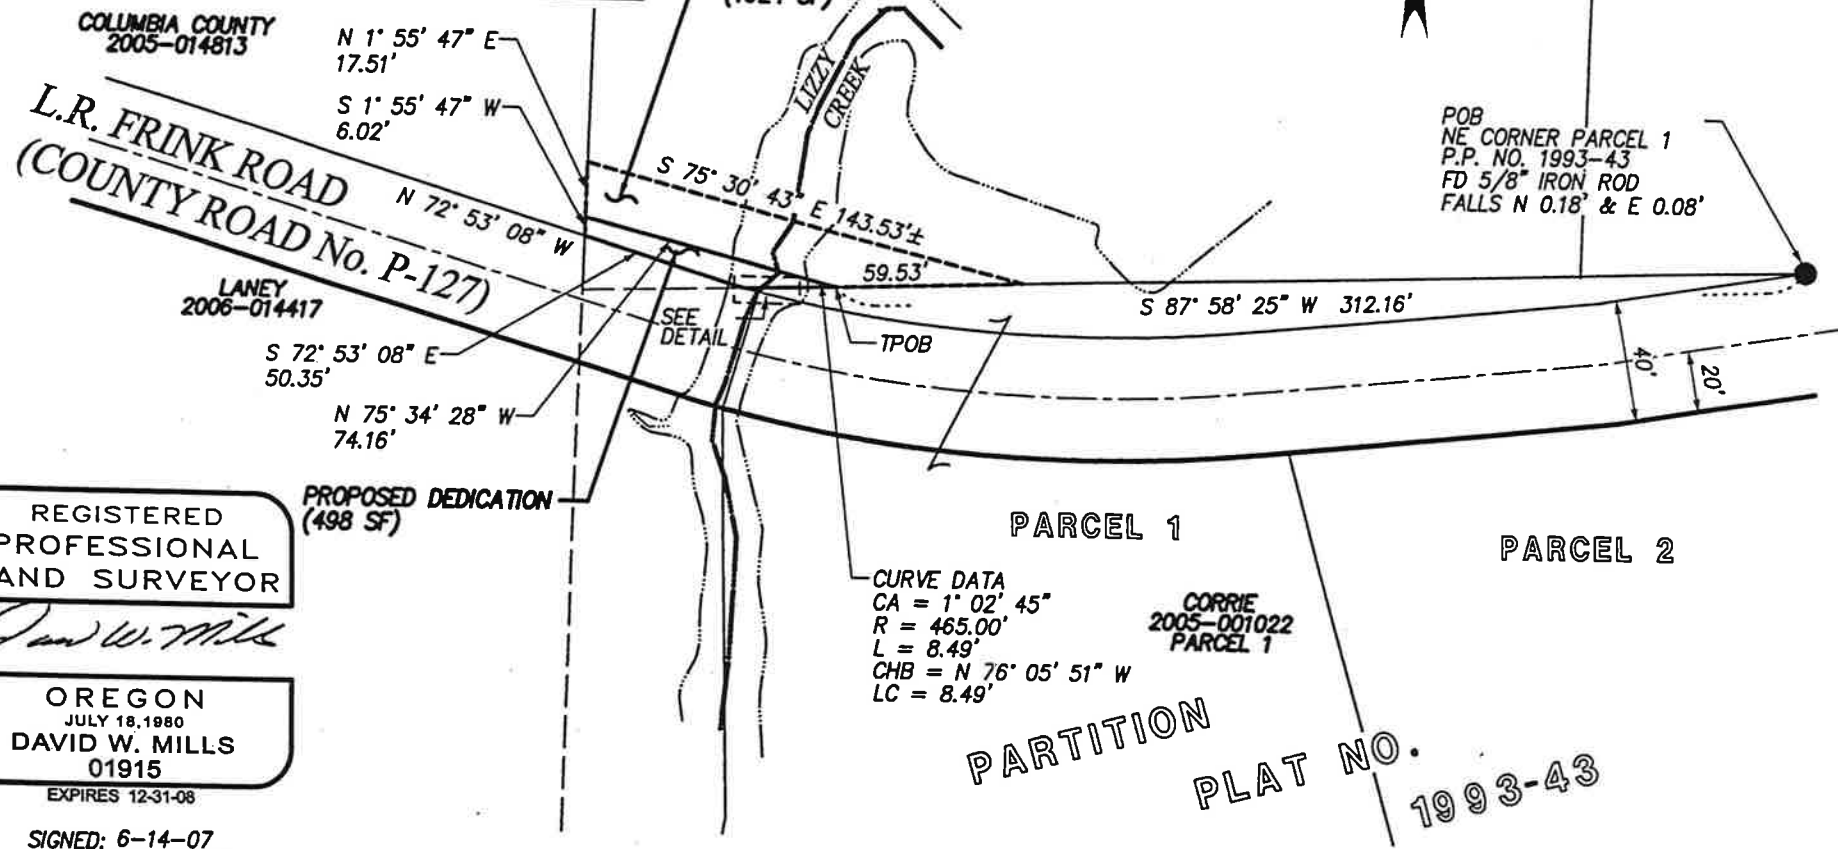 COLUMBIA COUNTY
2005-014813
N 1° 55' 47" E
17.51'
S 1° 55' 47" W
6.02'
L.R. FRINK ROAD
(COUNTY ROAD No. P-127)
N 72° 53' 08" W
LIZZY
CREEK
S 75° 30' 43" E 143.53'±
59.53'
POB
NE CORNER PARCEL 1
P.P. NO. 1993-43
FD 5/8" IRON ROD
FALLS N 0.18' & E 0.08'
S 87° 58' 25" W 312.16'
LANEY
2006-014417
SEE
DETAIL
TPOB
40'
20'
S 72° 53' 08" E
50.35'
N 75° 34' 28" W
74.16'
PROPOSED DEDICATION
(498 SF)
PARCEL 1
PARCEL 2
CURVE DATA
CA = 1° 02' 45"
R = 465.00'
L = 8.49'
CHB = N 76° 05' 51" W
LC = 8.49'
CORRIE
2005-001022
PARCEL 1
PARTITION
PLAT NO.
1993-43
REGISTERED
PROFESSIONAL
AND SURVEYOR
David W. Mills
OREGON
JULY 18, 1980
DAVID W. MILLS
01915
EXPIRES 12-31-08
SIGNED: 6-14-07